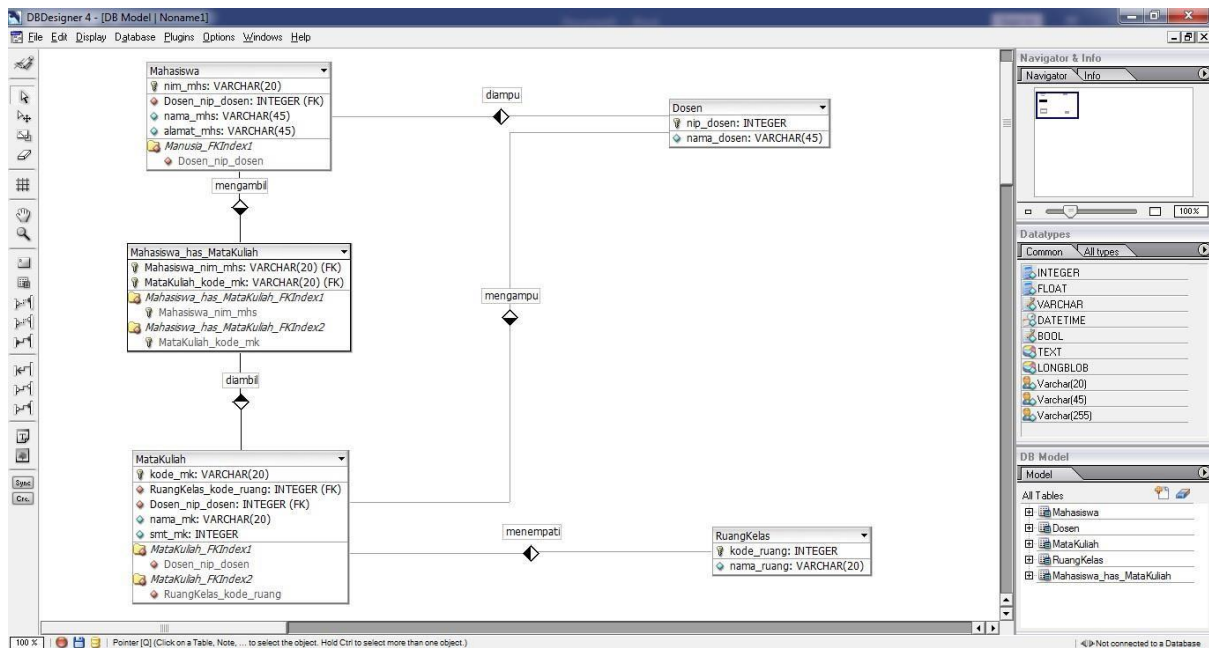 DBDesigner 4 - [DB Model | Noname1]
File Edit Display Database Plugins Options Windows Help
Mahasiswa
nim_mhs: VARCHAR(20)
Dosen_nip_dosen: INTEGER (FK)
nama_mhs: VARCHAR(45)
alamat_mhs: VARCHAR(45)
Manusia_FKIndex1
Dosen_nip_dosen
diampu
Dosen
nip_dosen: INTEGER
nama_dosen: VARCHAR(45)
mengambil
Mahasiswa_has_MataKuliah
Mahasiswa_nim_mhs: VARCHAR(20) (FK)
MataKuliah_kode_mk: VARCHAR(20) (FK)
Mahasiswa_has_MataKuliah_FKIndex1
Mahasiswa_nim_mhs
Mahasiswa_has_MataKuliah_FKIndex2
MataKuliah_kode_mk
mengampu
diambil
MataKuliah
kode_mk: VARCHAR(20)
RuangKelas_kode_ruang: INTEGER (FK)
Dosen_nip_dosen: INTEGER (FK)
nama_mk: VARCHAR(20)
smt_mk: INTEGER
MataKuliah_FKIndex1
Dosen_nip_dosen
MataKuliah_FKIndex2
RuangKelas_kode_ruang
menempati
RuangKelas
kode_ruang: INTEGER
nama_ruang: VARCHAR(20)
Navigator & Info
Navigator Info
100%
Datatypes
Common All types
INTEGER
FLOAT
VARCHAR
DATETIME
BOOL
TEXT
LONGBLOB
Varchar(20)
Varchar(45)
Varchar(255)
DB Model
Model
All Tables
Mahasiswa
Dosen
MataKuliah
RuangKelas
Mahasiswa_has_MataKuliah
Sync
Crc.
100 %
Pointer [Q] (Click on a Table, Note, ... to select the object. Hold Ctrl to select more than one object.)
Not connected to a Database